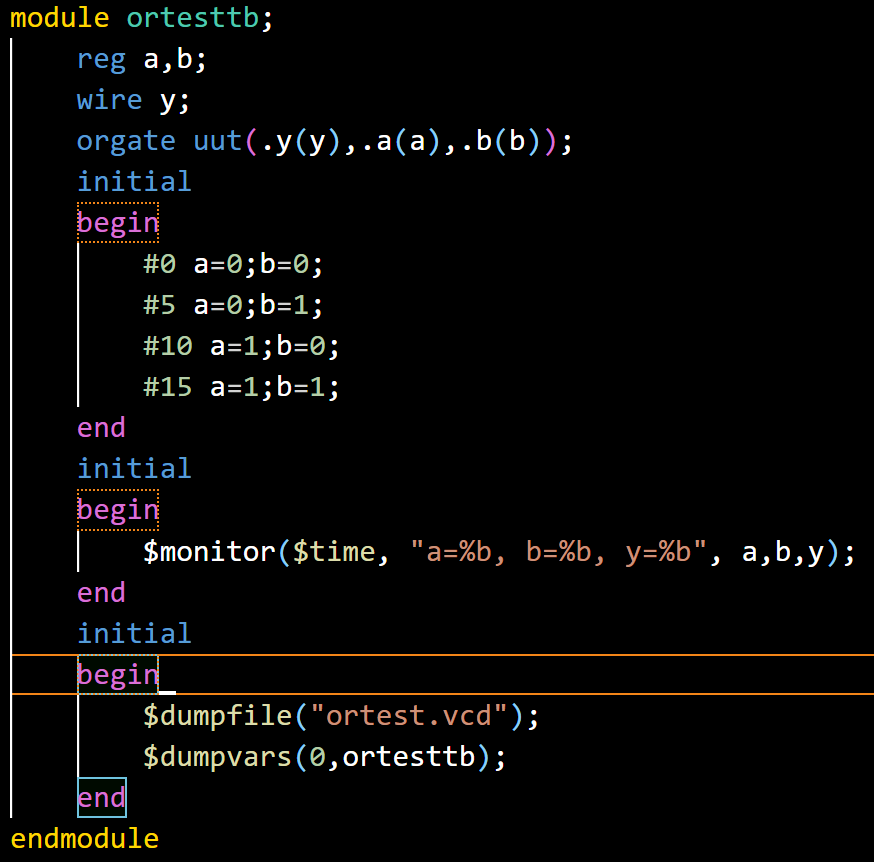 module ortesttb;
reg a,b;
wire y;
orgate uut(.y(y),.a(a),.b(b));
initial
begin
#0 a=0;b=0;
#5 a=0;b=1;
#10 a=1;b=0;
#15 a=1;b=1;
end
initial
begin
$monitor($time, "a=%b, b=%b, y=%b", a,b,y);
end
initial
begin
$dumpfile("ortest.vcd");
$dumpvars(0,ortesttb);
end
endmodule